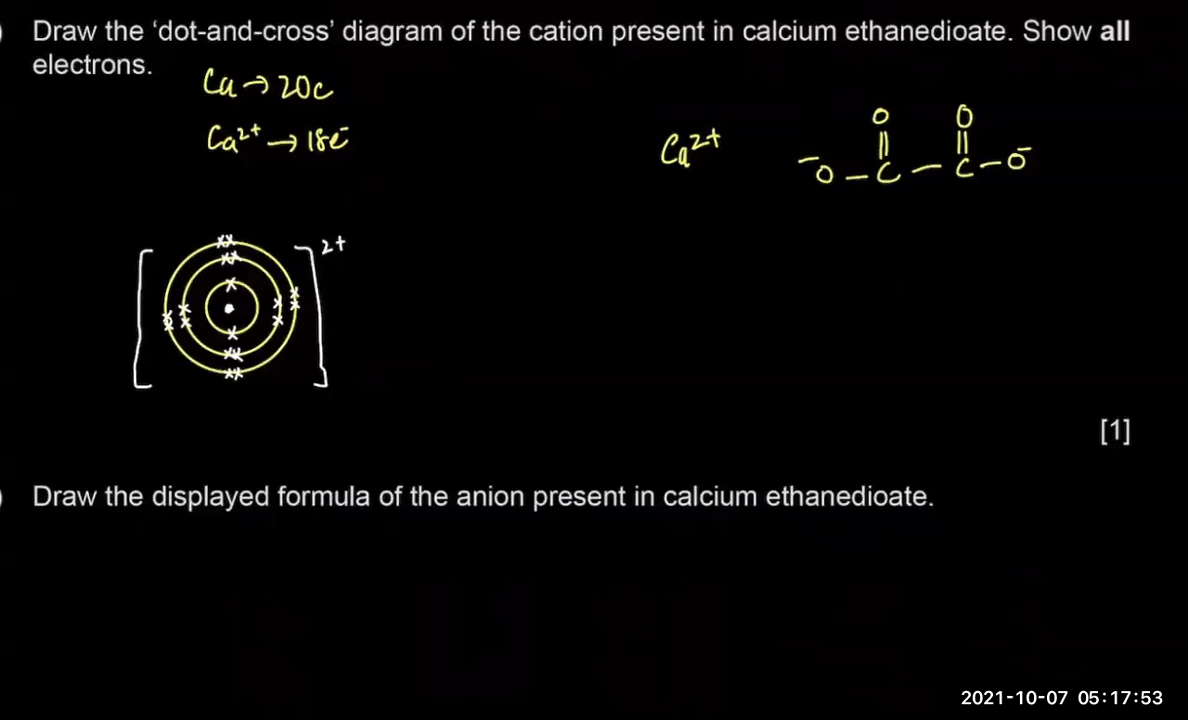 ) Draw the ‘dot-and-cross’ diagram of the cation present in calcium ethanedioate. Show all
electrons.
Ca → 20e
Ca²⁺ → 18e⁻
Ca²⁺
O O
|| ||
⁻O – C – C – O⁻
2+
[1]
) Draw the displayed formula of the anion present in calcium ethanedioate.
2021-10-07 05:17:53